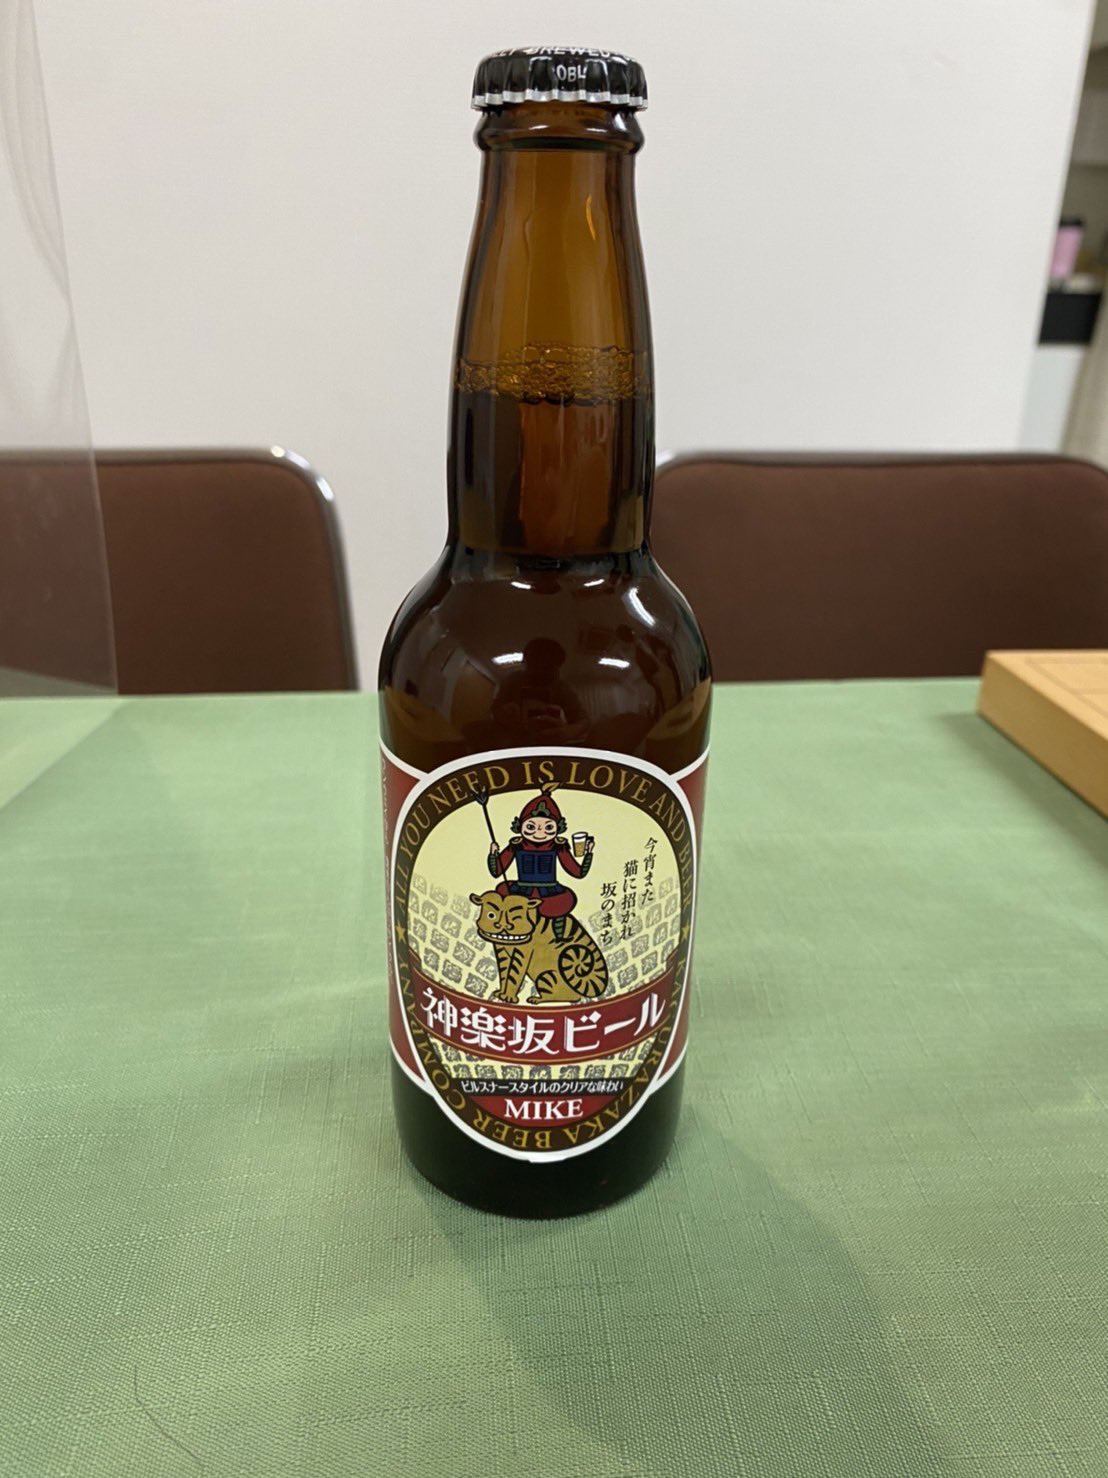 BREWED
ALL YOU NEED IS LOVE AND BEER
今宵また
猫に招かれ
坂のまち
神楽坂ビール
ピルスナースタイルのクリアな味わい
MIKE
KAGURAZAKA BEER COMPANY